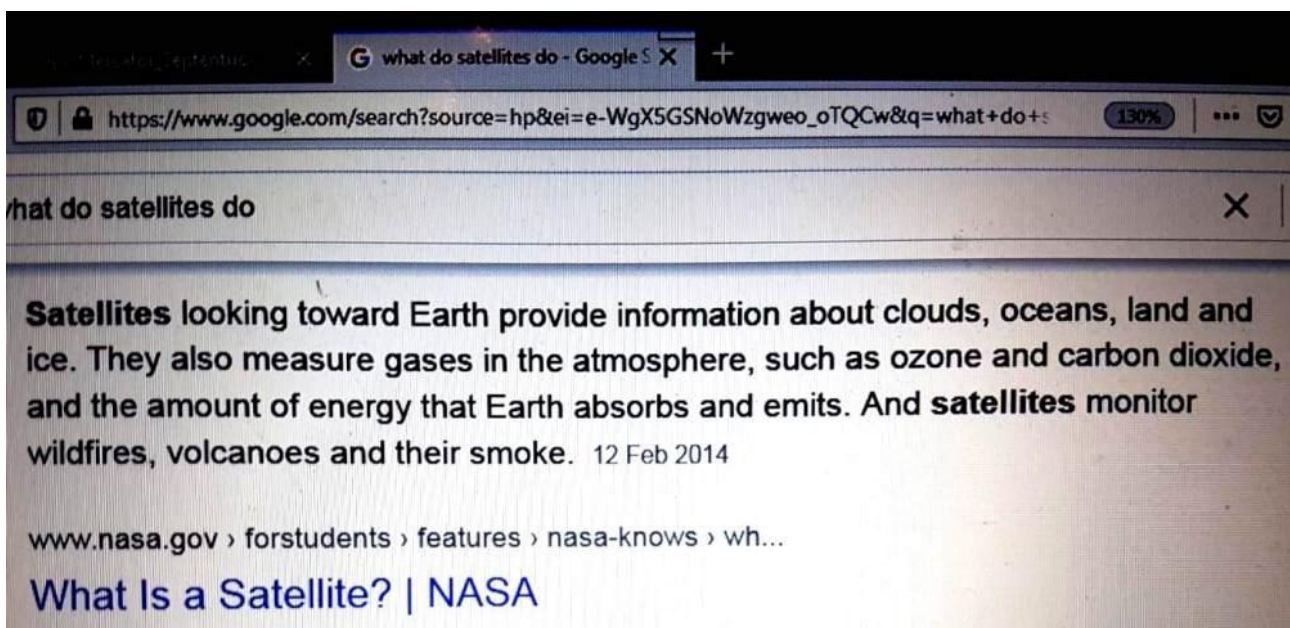 G what do satellites do - Google S X +
https://www.google.com/search?source=hp&ei=e-WgX5GSNoWzgweo_oTQCw&q=what+do+s 130% ...
hat do satellites do X
Satellites looking toward Earth provide information about clouds, oceans, land and
ice. They also measure gases in the atmosphere, such as ozone and carbon dioxide,
and the amount of energy that Earth absorbs and emits. And satellites monitor
wildfires, volcanoes and their smoke. 12 Feb 2014
www.nasa.gov › forstudents › features › nasa-knows › wh...
What Is a Satellite? | NASA